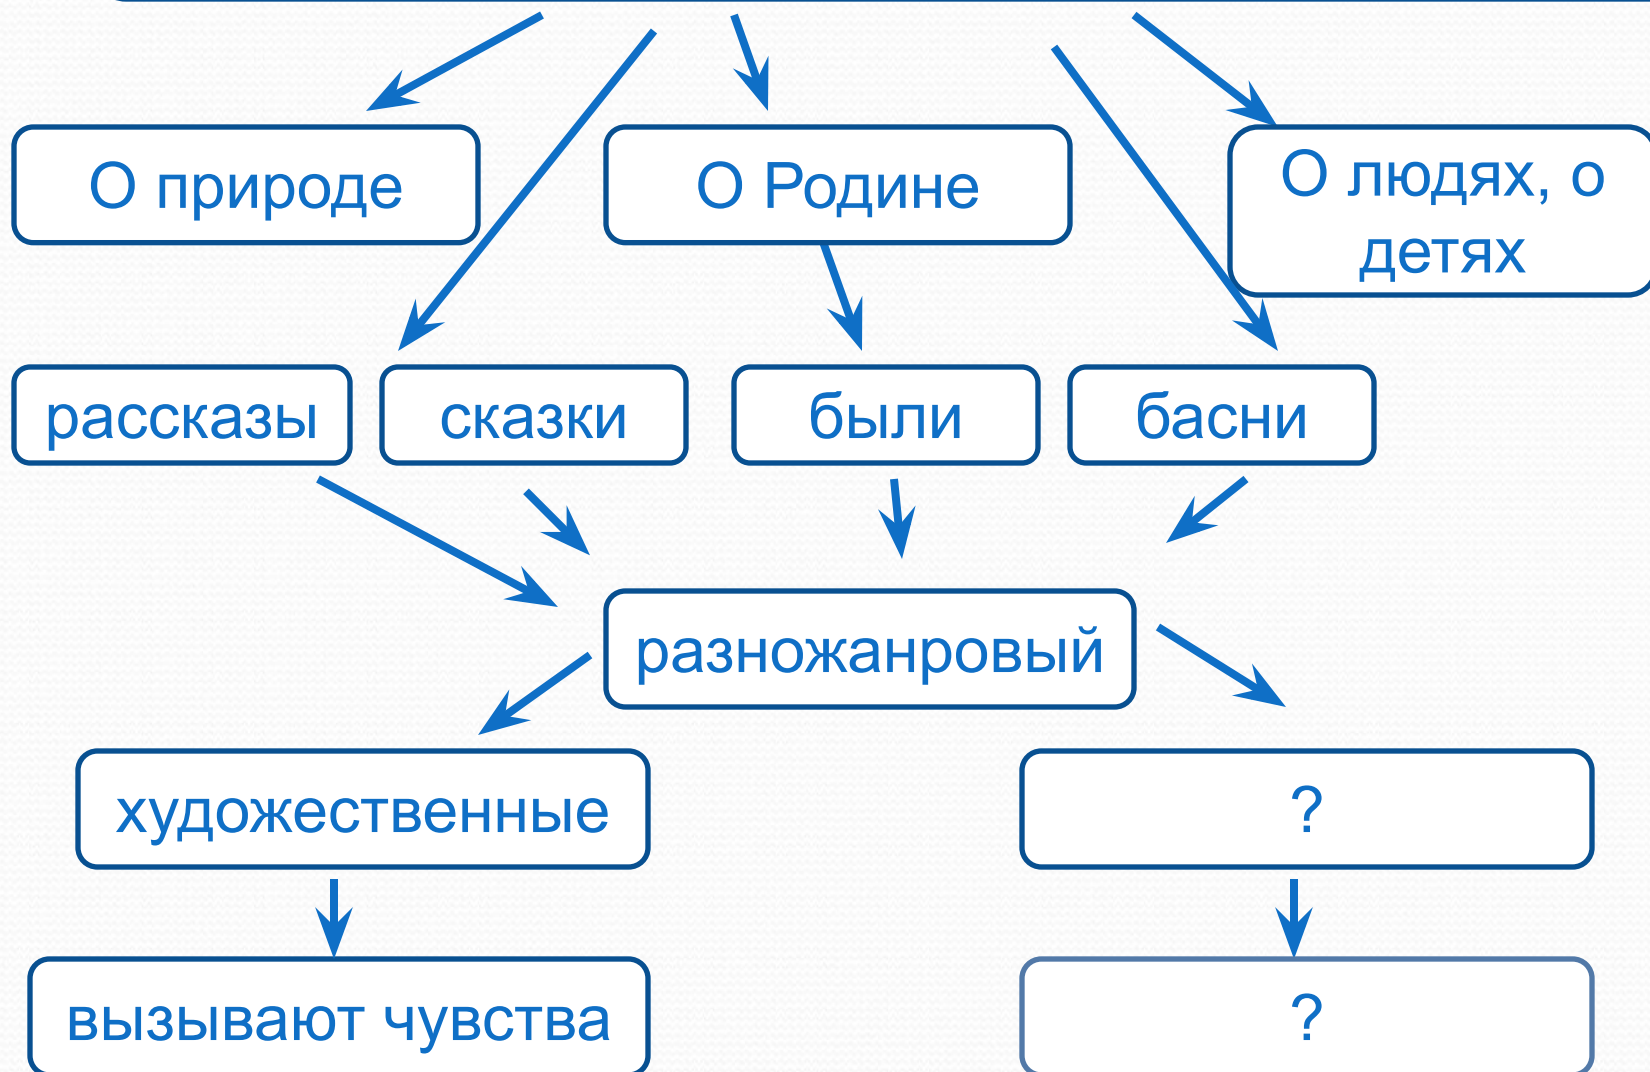 О природе
О Родине
О людях, о
детях
рассказы
сказки
были
басни
разножанровый
художественные
?
вызывают чувства
?